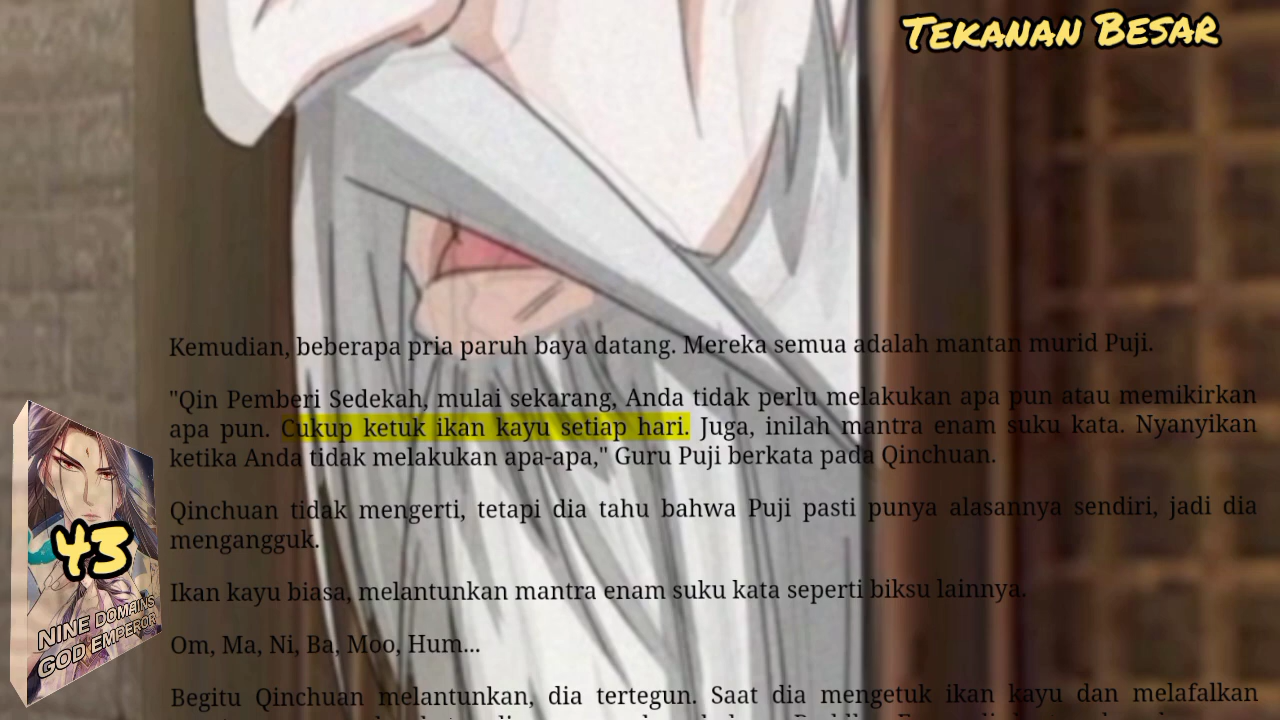 Tekanan Besar
Kemudian, beberapa pria paruh baya datang. Mereka semua adalah mantan murid Puji.
"Qin Pemberi Sedekah, mulai sekarang, Anda tidak perlu melakukan apa pun atau memikirkan
apa pun. Cukup ketuk ikan kayu setiap hari. Juga, inilah mantra enam suku kata. Nyanyikan
ketika Anda tidak melakukan apa-apa," Guru Puji berkata pada Qinchuan.
Qinchuan tidak mengerti, tetapi dia tahu bahwa Puji pasti punya alasannya sendiri, jadi dia
mengangguk.
Ikan kayu biasa, melantunkan mantra enam suku kata seperti biksu lainnya.
Om, Ma, Ni, Ba, Moo, Hum...
Begitu Qinchuan melantunkan, dia tertegun. Saat dia mengetuk ikan kayu dan melafalkan
43
NINE DOMAINS
GOD EMPEROR